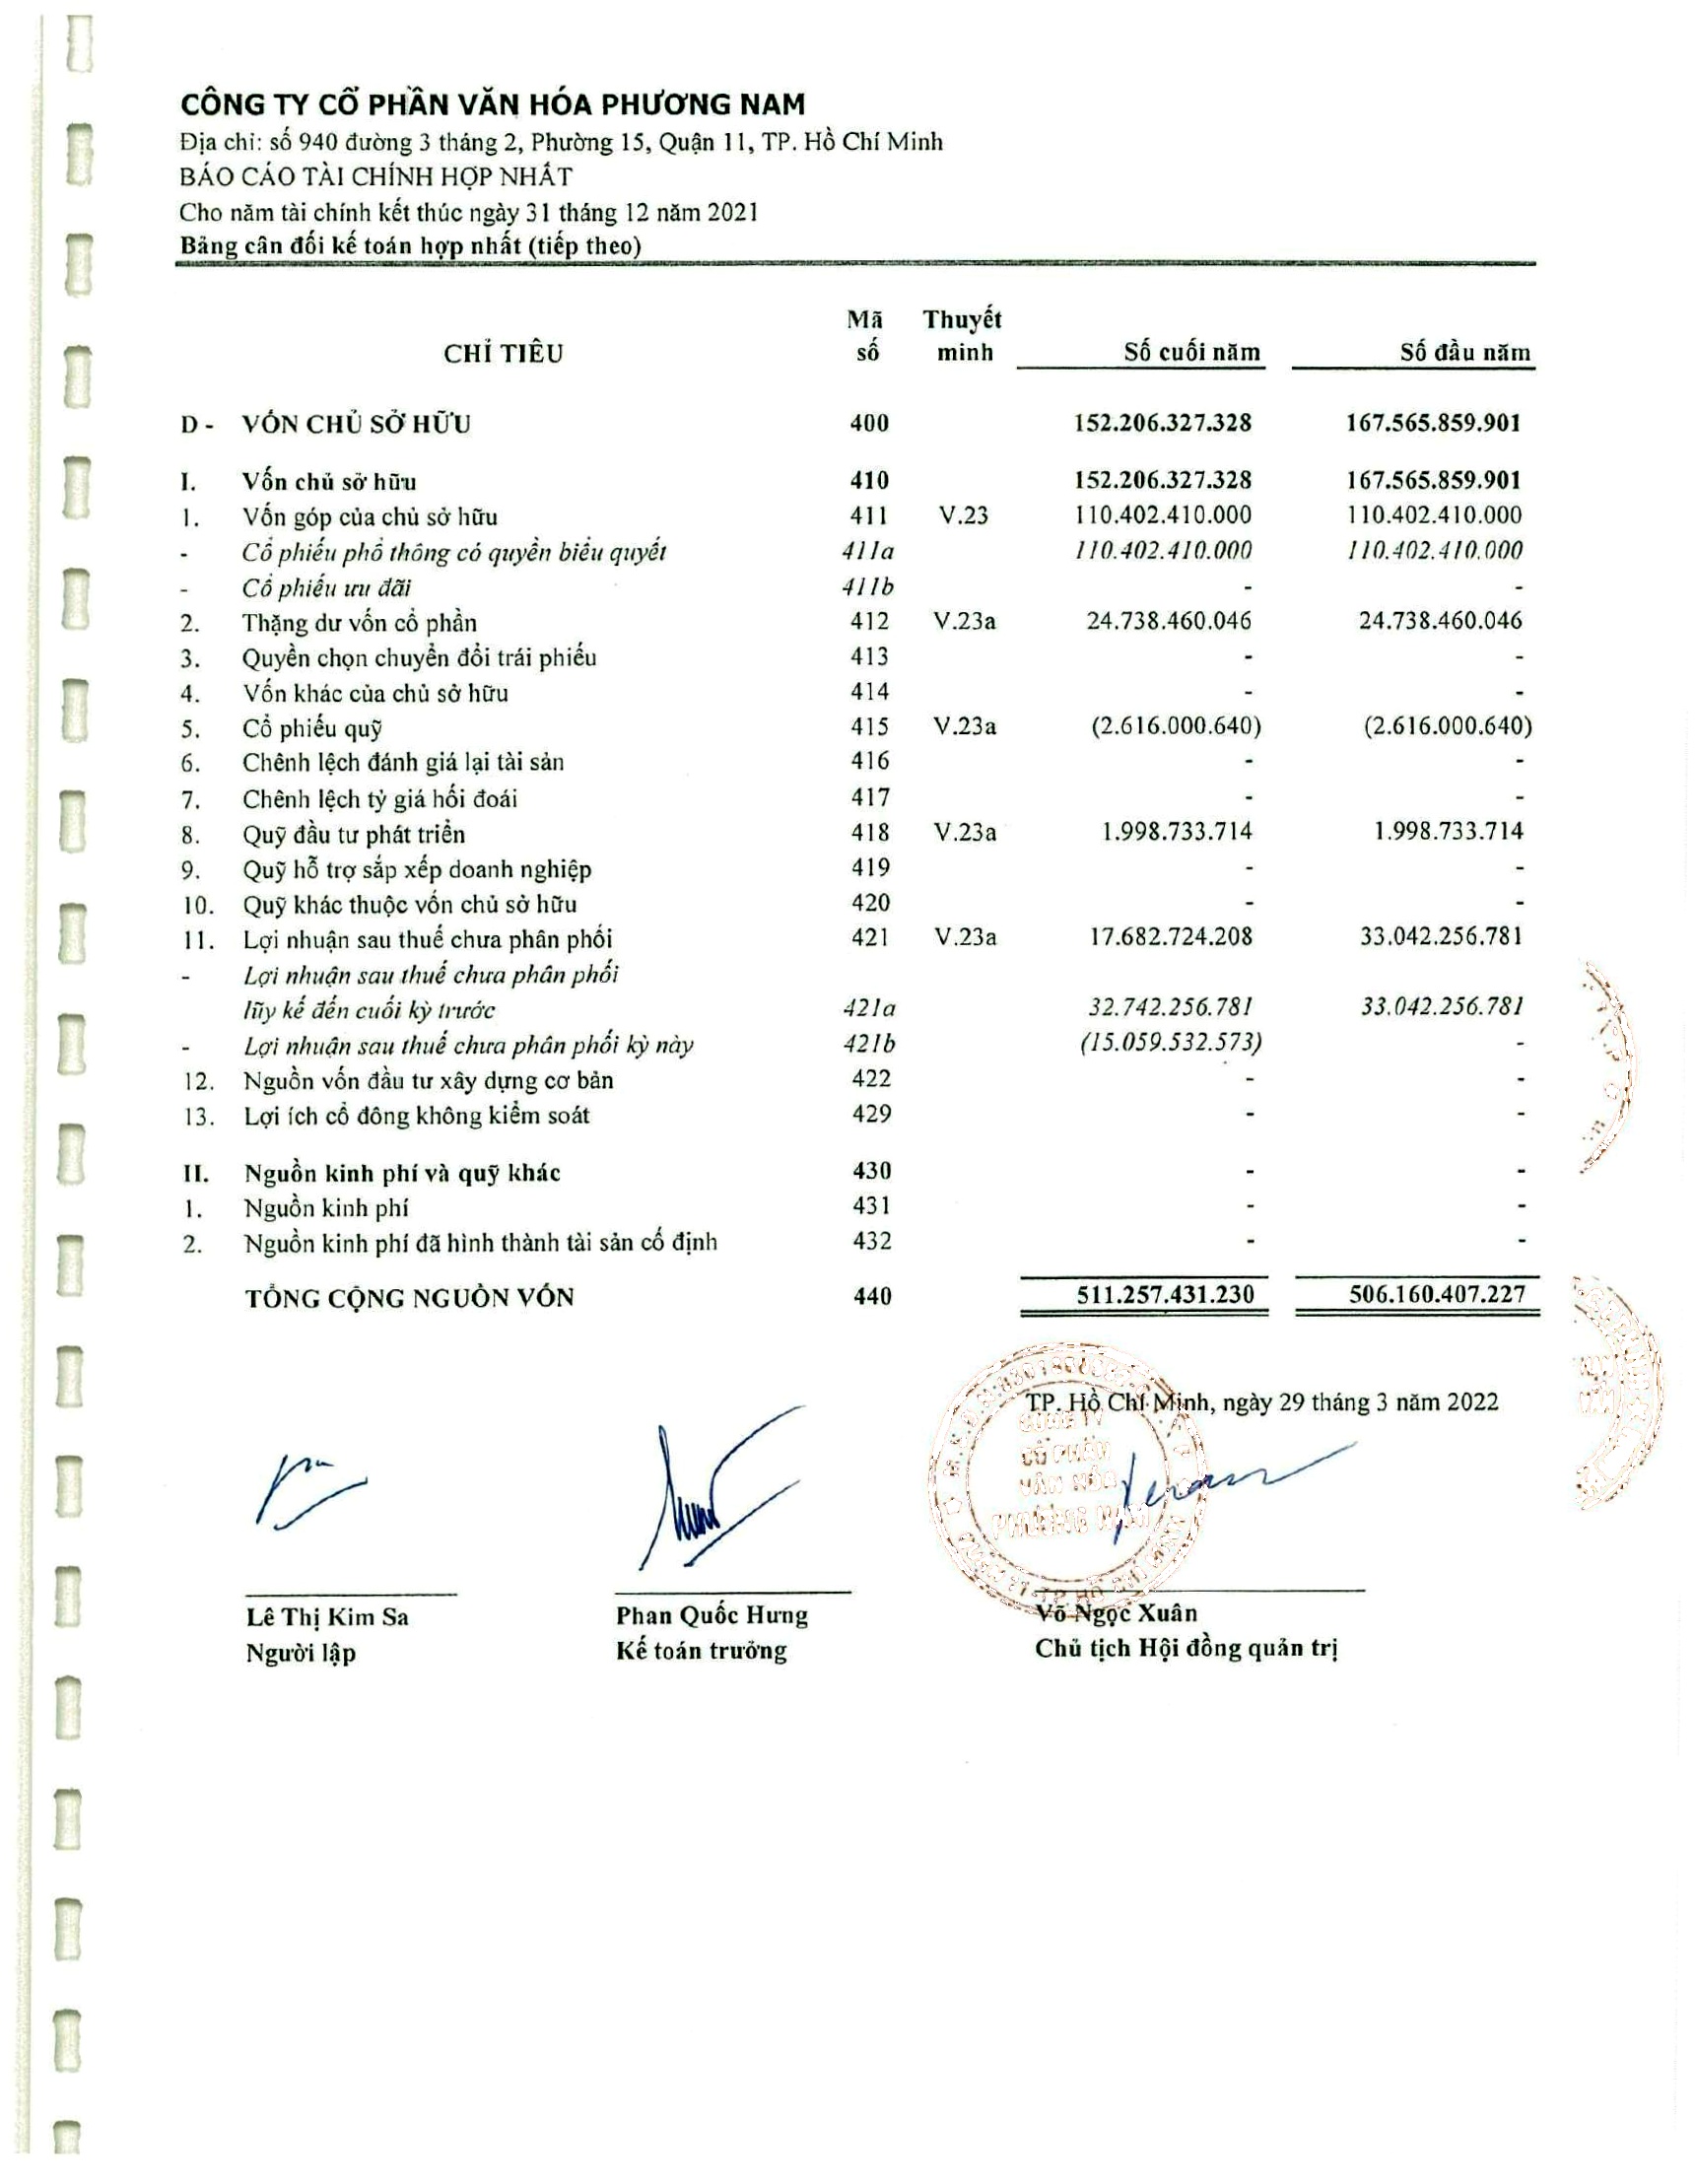 CÔNG TY CỔ PHẦN VĂN HÓA PHƯƠNG NAM
Địa chỉ: số 940 đường 3 tháng 2, Phường 15, Quận 11, TP. Hồ Chí Minh
BÁO CÁO TÀI CHÍNH HỢP NHẤT
Cho năm tài chính kết thúc ngày 31 tháng 12 năm 2021
Bảng cân đối kế toán hợp nhất (tiếp theo)
CHỈ TIÊU Mã số Thuyết minh Số cuối năm Số đầu năm
D - VỐN CHỦ SỞ HỮU 400 152.206.327.328 167.565.859.901
I. Vốn chủ sở hữu 410 152.206.327.328 167.565.859.901
1. Vốn góp của chủ sở hữu 411 V.23 110.402.410.000 110.402.410.000
- Cổ phiếu phổ thông có quyền biểu quyết 411a 110.402.410.000 110.402.410.000
- Cổ phiếu ưu đãi 411b - -
2. Thặng dư vốn cổ phần 412 V.23a 24.738.460.046 24.738.460.046
3. Quyền chọn chuyển đổi trái phiếu 413 - -
4. Vốn khác của chủ sở hữu 414 - -
5. Cổ phiếu quỹ 415 V.23a (2.616.000.640) (2.616.000.640)
6. Chênh lệch đánh giá lại tài sản 416 - -
7. Chênh lệch tỷ giá hối đoái 417 - -
8. Quỹ đầu tư phát triển 418 V.23a 1.998.733.714 1.998.733.714
9. Quỹ hỗ trợ sắp xếp doanh nghiệp 419 - -
10. Quỹ khác thuộc vốn chủ sở hữu 420 - -
11. Lợi nhuận sau thuế chưa phân phối 421 V.23a 17.682.724.208 33.042.256.781
- Lợi nhuận sau thuế chưa phân phối
lũy kế đến cuối kỳ trước 421a 32.742.256.781 33.042.256.781
- Lợi nhuận sau thuế chưa phân phối kỳ này 421b (15.059.532.573) -
12. Nguồn vốn đầu tư xây dựng cơ bản 422 - -
13. Lợi ích cổ đông không kiểm soát 429 - -
II. Nguồn kinh phí và quỹ khác 430 - -
1. Nguồn kinh phí 431 - -
2. Nguồn kinh phí đã hình thành tài sản cố định 432 - -
TỔNG CỘNG NGUỒN VỐN 440 511.257.431.230 506.160.407.227
TP. Hồ Chí Minh, ngày 29 tháng 3 năm 2022
CÔNG TY
CỔ PHẦN
VĂN HÓA
PHƯƠNG NAM
Lê Thị Kim Sa Phan Quốc Hưng Võ Ngọc Xuân
Người lập Kế toán trưởng Chủ tịch Hội đồng quản trị